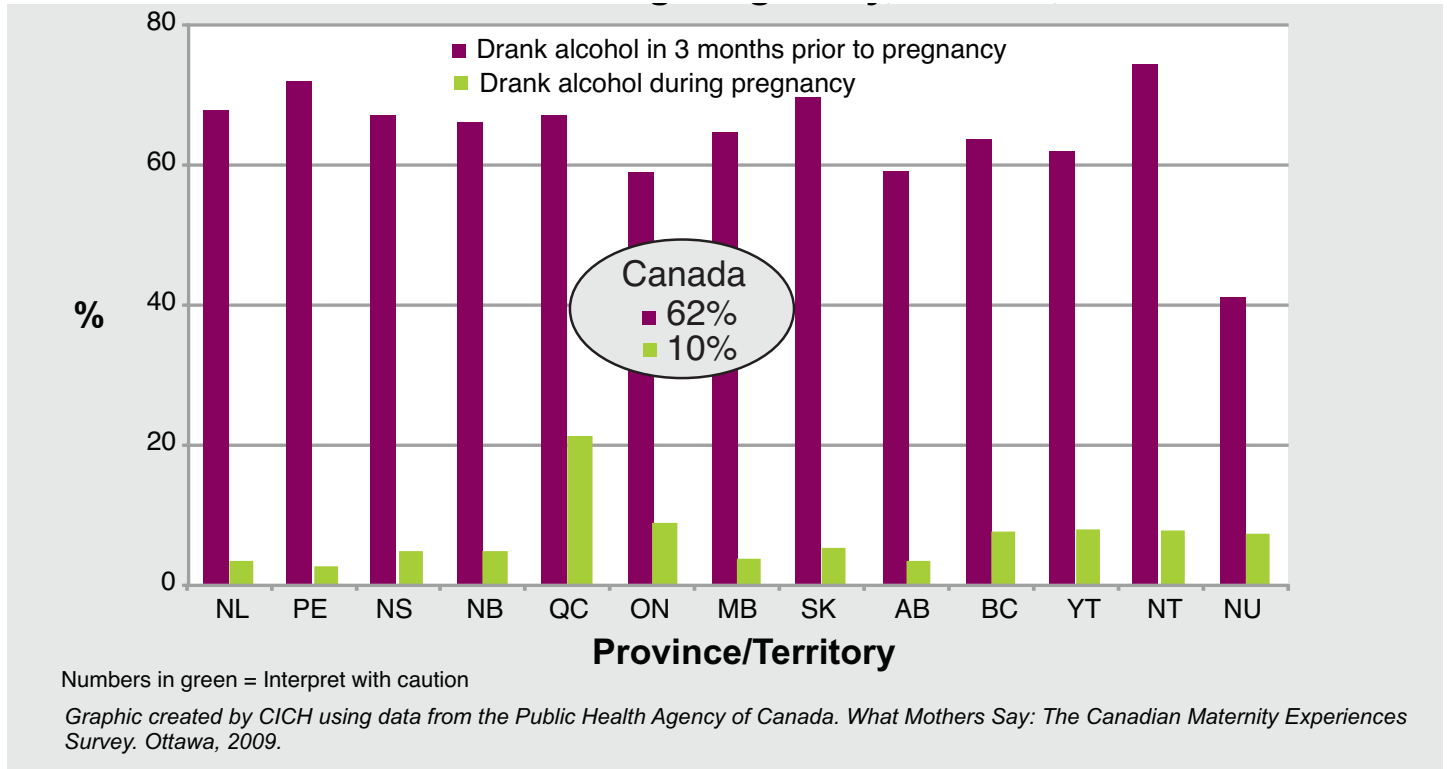 80
Drank alcohol in 3 months prior to pregnancy
Drank alcohol during pregnancy
60
Canada
62%
10%
%
40
20
0
NL PE NS NB QC ON MB SK AB BC YT NT NU
Province/Territory
Numbers in green = Interpret with caution
Graphic created by CICH using data from the Public Health Agency of Canada. What Mothers Say: The Canadian Maternity Experiences
Survey. Ottawa, 2009.